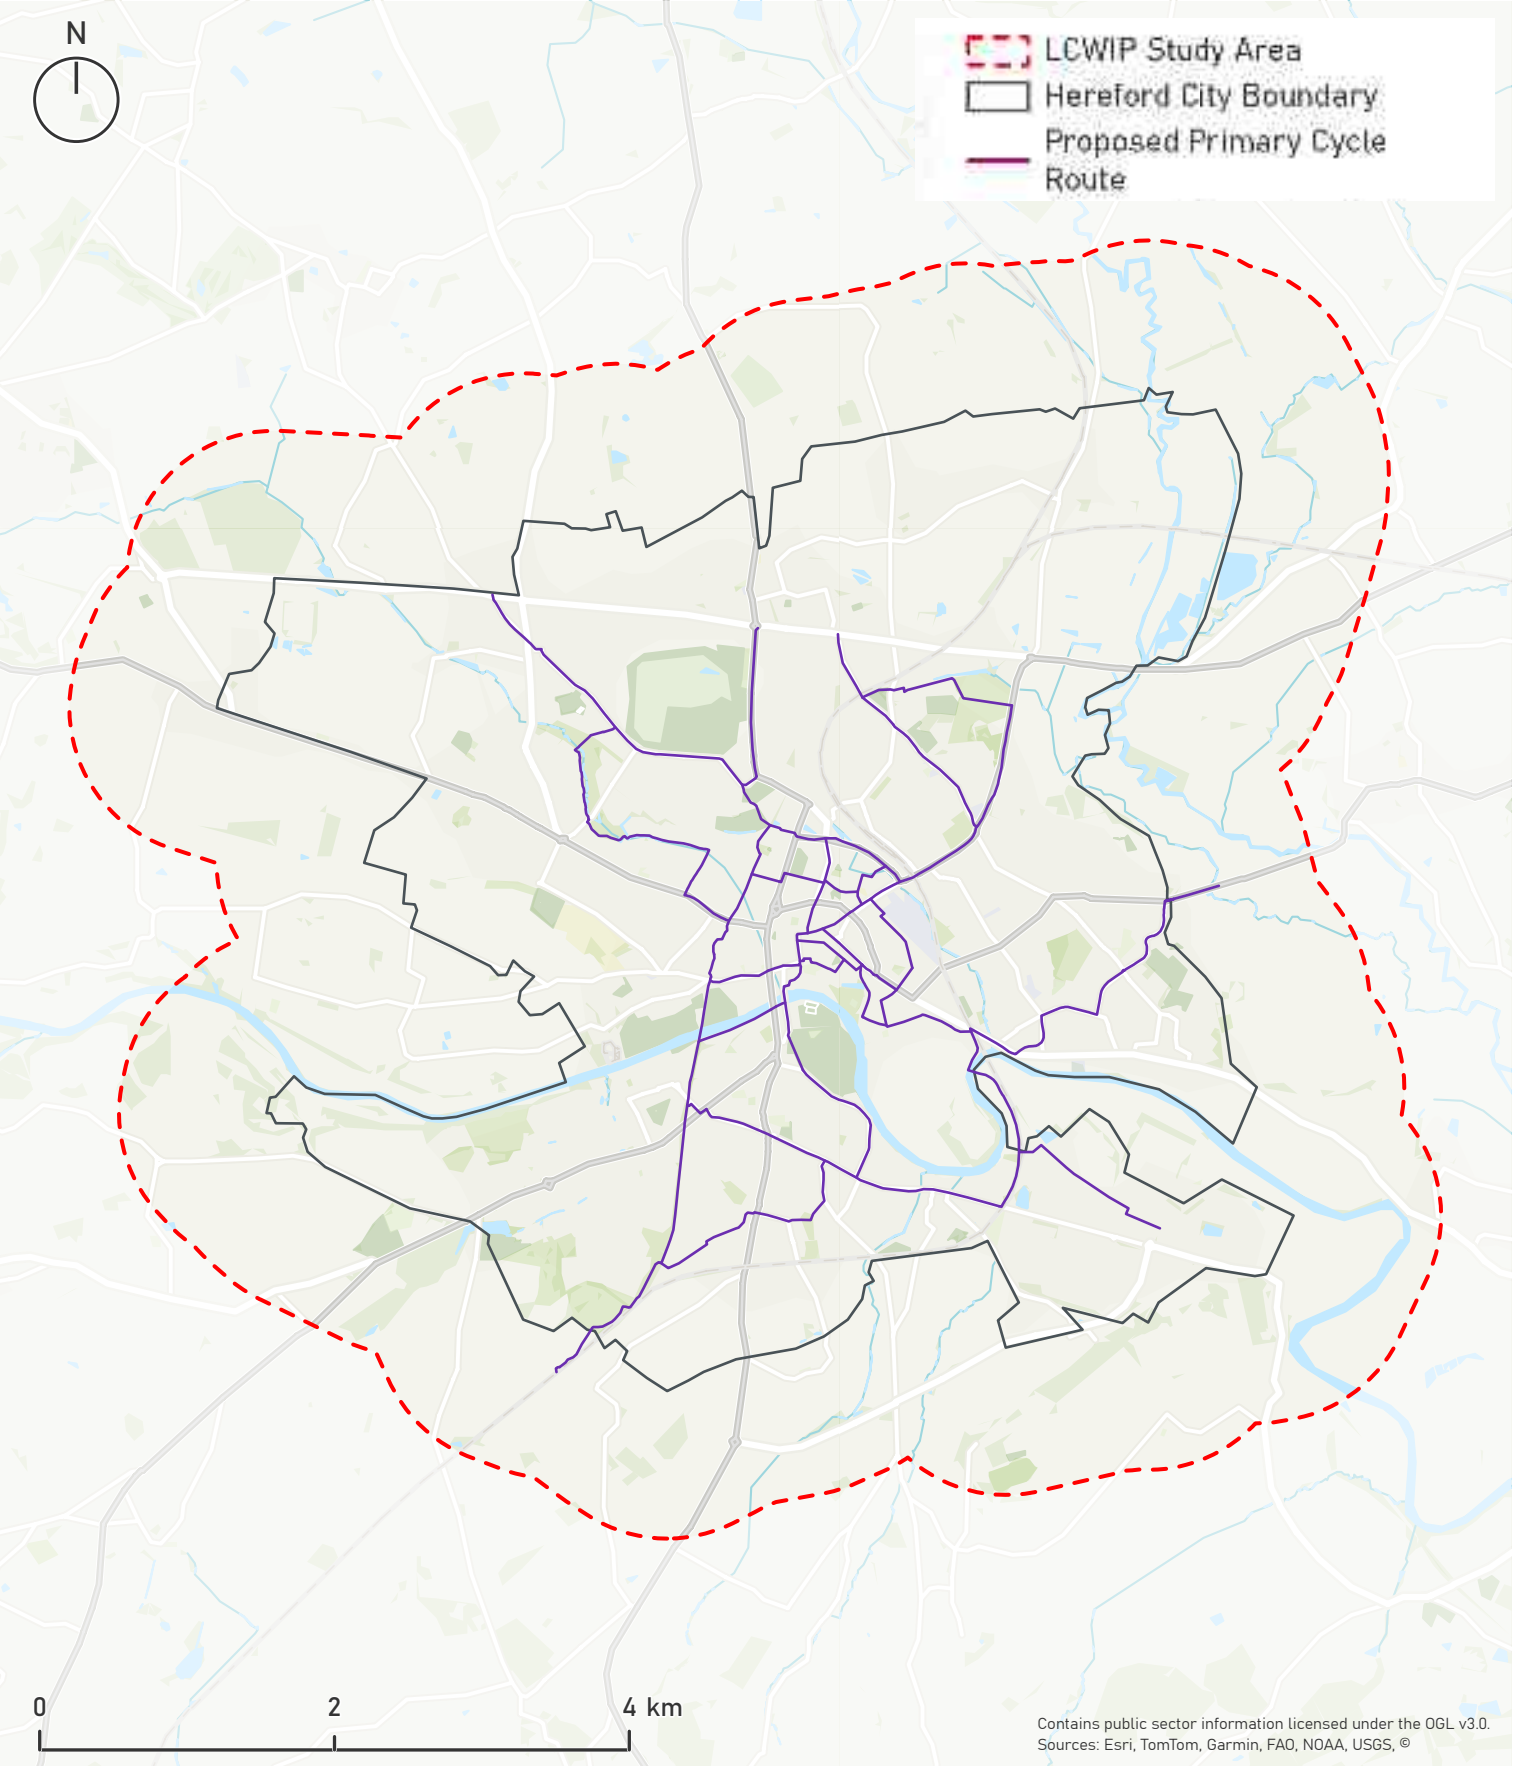 N
LCWIP Study Area
Hereford City Boundary
Proposed Primary Cycle
Route
0 2 4 km
Contains public sector information licensed under the OGL v3.0.
Sources: Esri, TomTom, Garmin, FAO, NOAA, USGS, ©